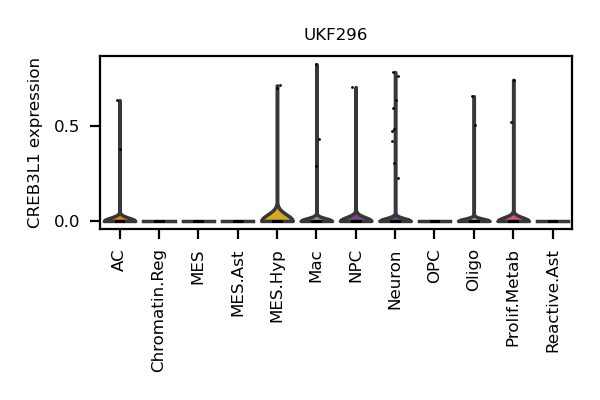 UKF296
CREB3L1 expression
0.5
0.0
AC
Chromatin.Reg
MES
MES.Ast
MES.Hyp
Mac
NPC
Neuron
OPC
Oligo
Prolif.Metab
Reactive.Ast